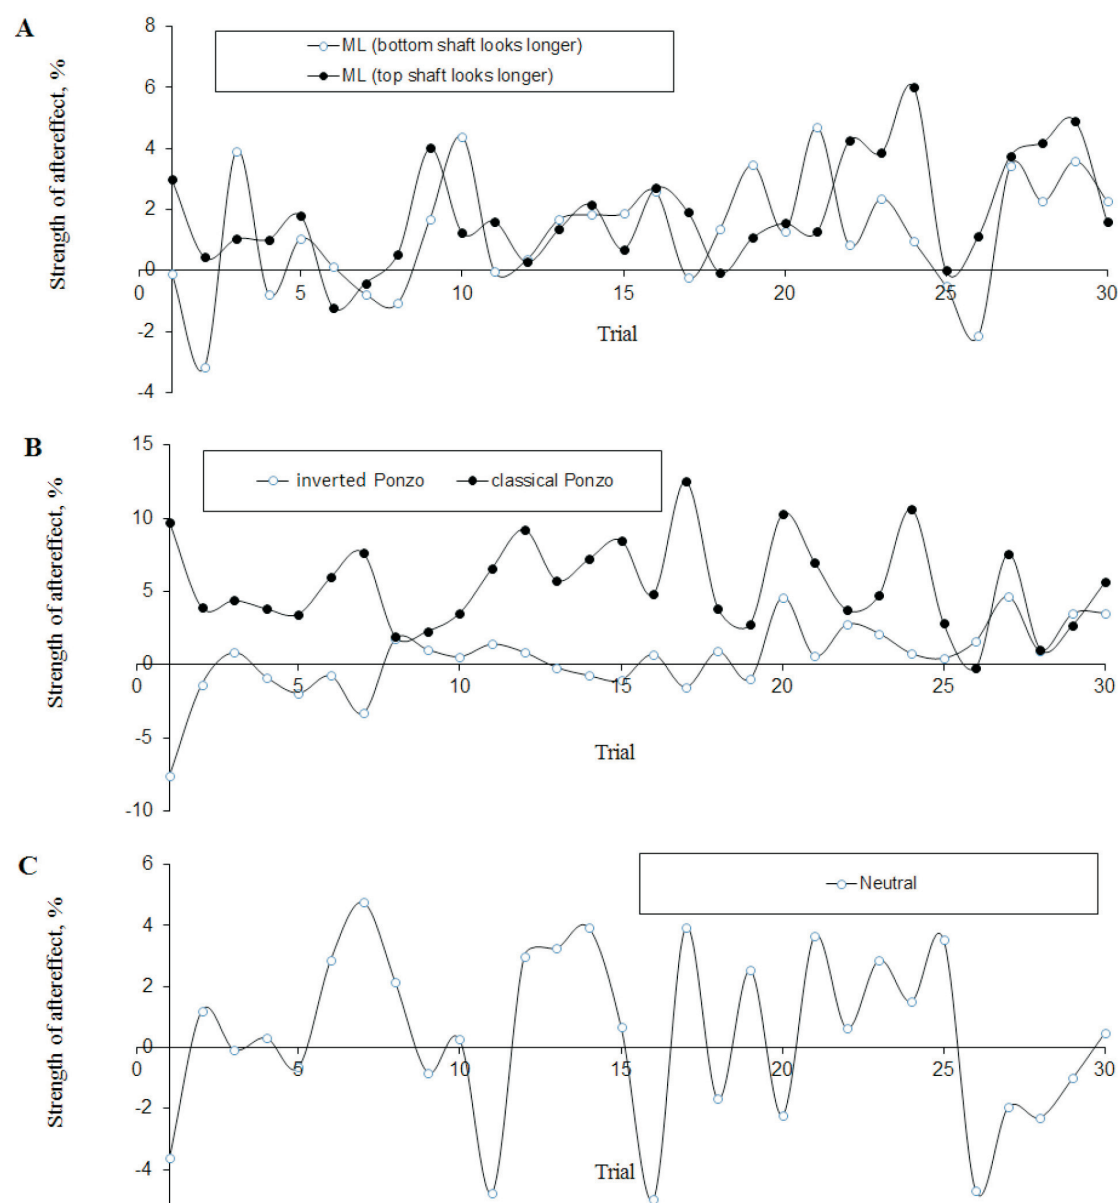 A
8
ML (bottom shaft looks longer)
ML (top shaft looks longer)
6
4
2
0
0 5 10 15 20 25 30
-2
-4
Strength of aftereffect, %
Trial
B
15
inverted Ponzo classical Ponzo
10
5
0
0 5 10 15 20 25 30
-5
-10
Strength of aftereffect, %
Trial
C
6
Neutral
4
2
0
0 5 10 15 20 25 30
-2
-4
Strength of aftereffect, %
Trial